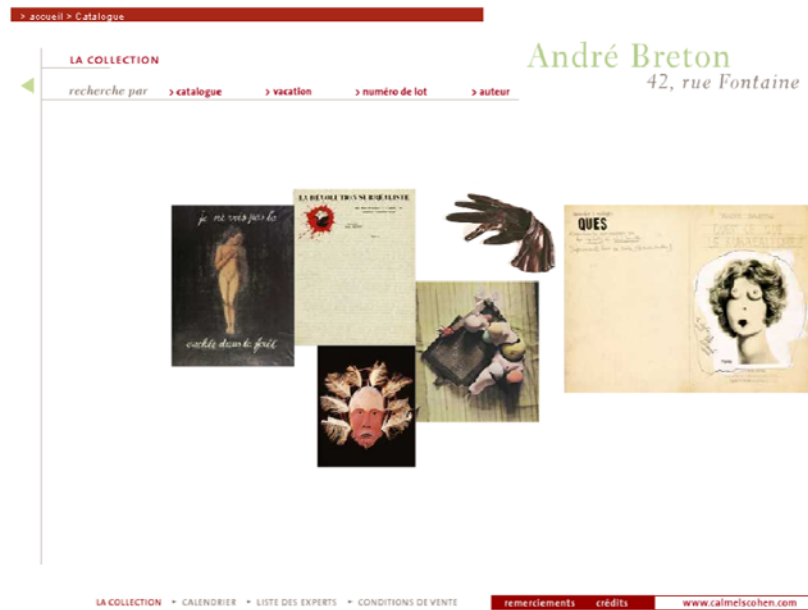 > accueil > Catalogue
LA COLLECTION
André Breton
42, rue Fontaine
recherche par > catalogue > vacation > numéro de lot > auteur
je ne vois pas la
cachée dans la forêt
LA RÉVOLUTION SURRÉALISTE
QUES
LA COLLECTION ► CALENDRIER ► LISTE DES EXPERTS ► CONDITIONS DE VENTE
remerciements crédits www.calmelscohen.com